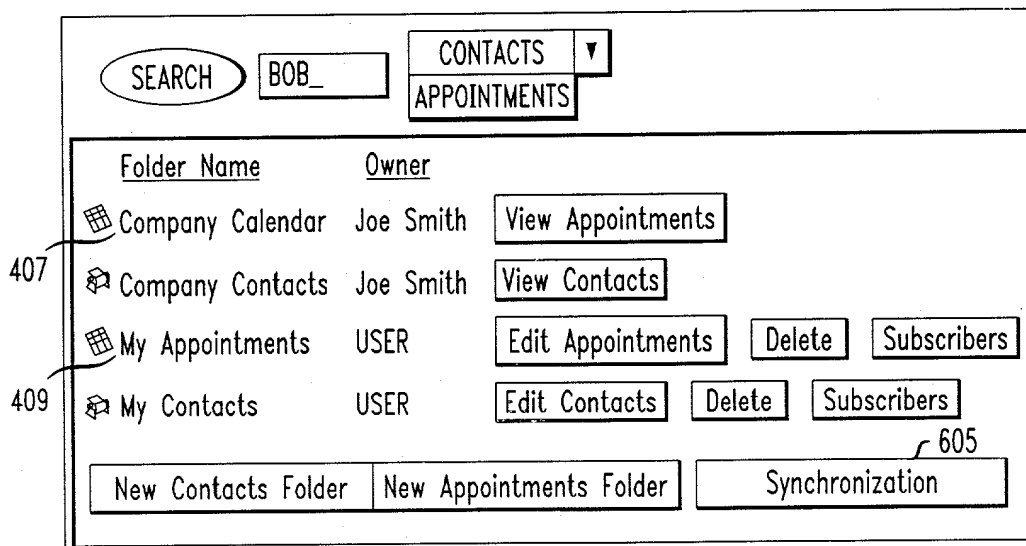 SEARCH BOB_ CONTACTS ▼
APPOINTMENTS
Folder Name Owner
Company Calendar Joe Smith View Appointments
407
Company Contacts Joe Smith View Contacts
My Appointments USER Edit Appointments Delete Subscribers
409
My Contacts USER Edit Contacts Delete Subscribers
605
New Contacts Folder New Appointments Folder Synchronization